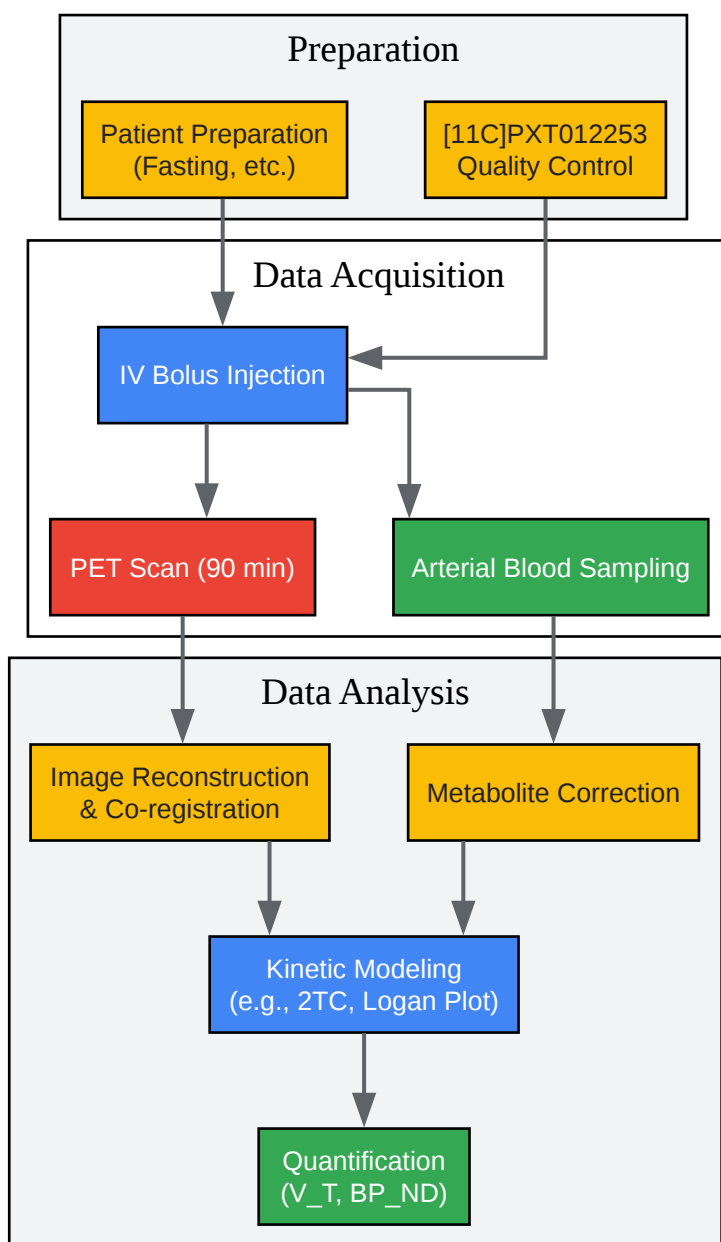 Preparation
Patient Preparation
(Fasting, etc.)
[11C]PXT012253
Quality Control
Data Acquisition
IV Bolus Injection
PET Scan (90 min)
Arterial Blood Sampling
Data Analysis
Image Reconstruction
& Co-registration
Metabolite Correction
Kinetic Modeling
(e.g., 2TC, Logan Plot)
Quantification
(V_T, BP_ND)